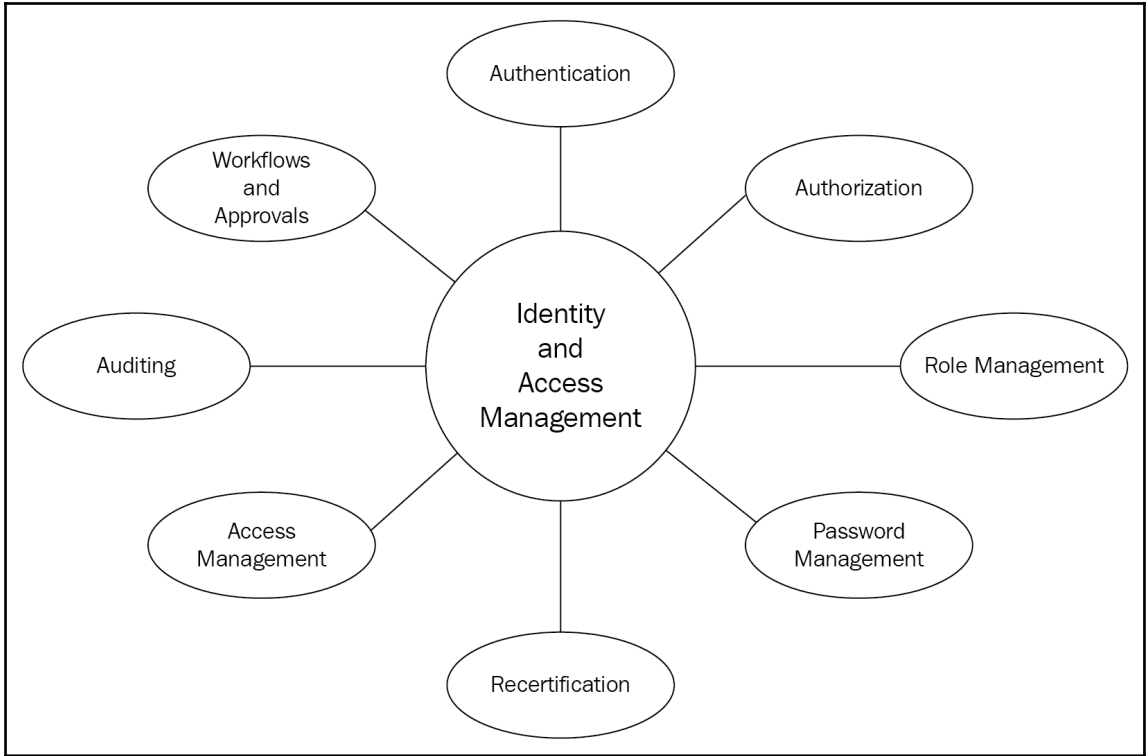 Authentication
Workflows
and
Approvals
Authorization
Identity
and
Access
Management
Auditing
Role Management
Access
Management
Password
Management
Recertification